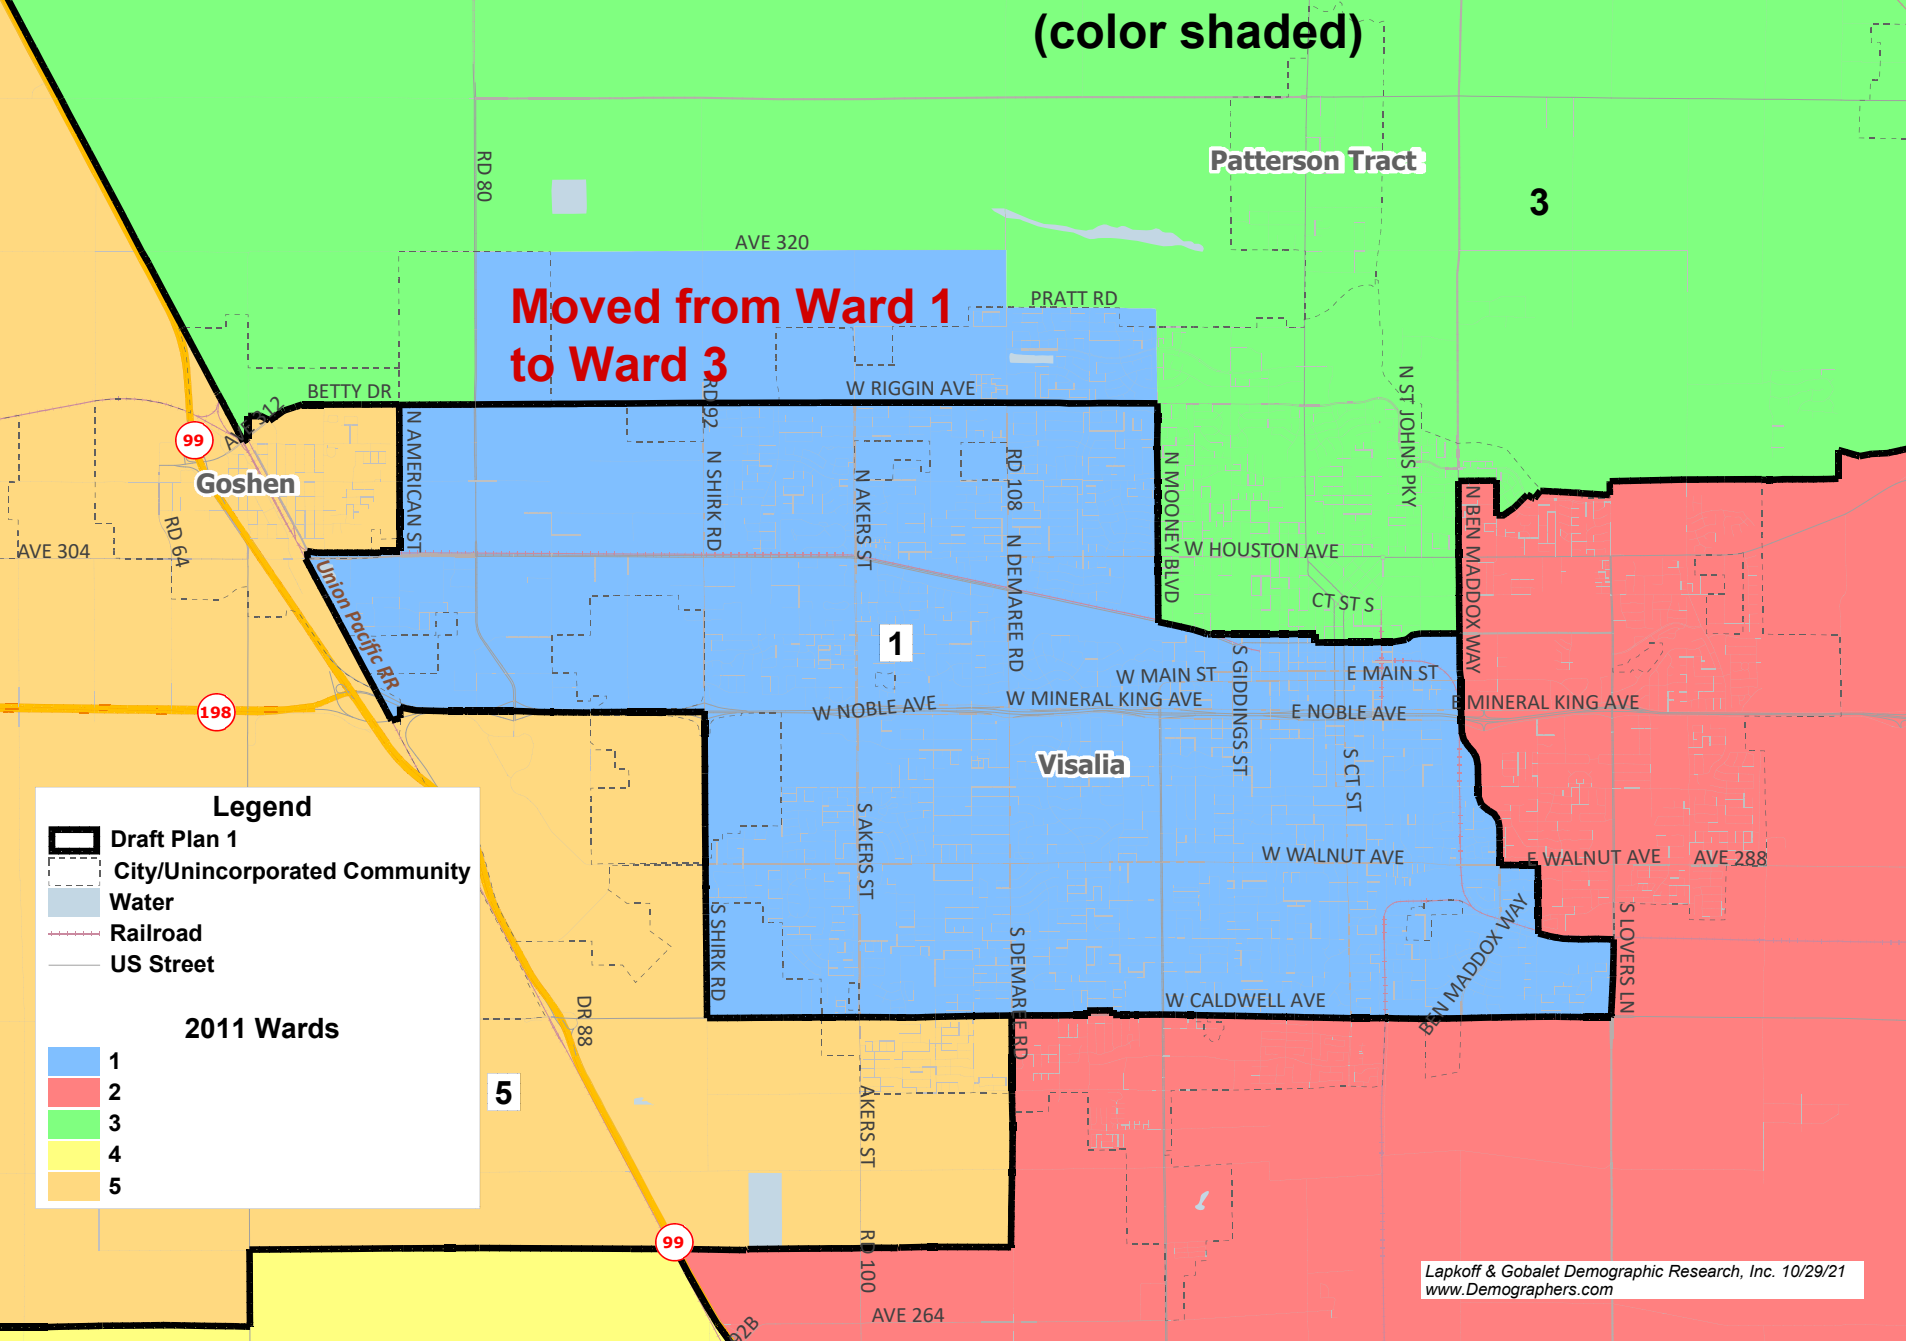 (color shaded)
Patterson Tract
3
RD 80
AVE 320
Moved from Ward 1
to Ward 3
PRATT RD
BETTY DR
W RIGGIN AVE
RD 92
AVE 312
N AMERICAN ST
N ST JOHNS PKY
99
Goshen
N SHIRK RD
N AKERS ST
RD 108
N MOONEY BLVD
N BEN MADDOX WAY
RD 64
AVE 304
W HOUSTON AVE
N DEMAREE RD
CT ST S
Union Pacific RR
1
S GIDDINGS ST
W MAIN ST
E MAIN ST
198
W NOBLE AVE
W MINERAL KING AVE
E NOBLE AVE
E MINERAL KING AVE
Visalia
S CT ST
S AKERS ST
W WALNUT AVE
E WALNUT AVE
AVE 288
S SHIRK RD
S DEMAREE RD
BEN MADDOX WAY
S LOVERS LN
W CALDWELL AVE
DR 88
5
AKERS ST
RD 100
99
AVE 264
92B
Legend
Draft Plan 1
City/Unincorporated Community
Water
Railroad
US Street
2011 Wards
1
2
3
4
5
Lapkoff & Gobalet Demographic Research, Inc. 10/29/21
www.Demographers.com